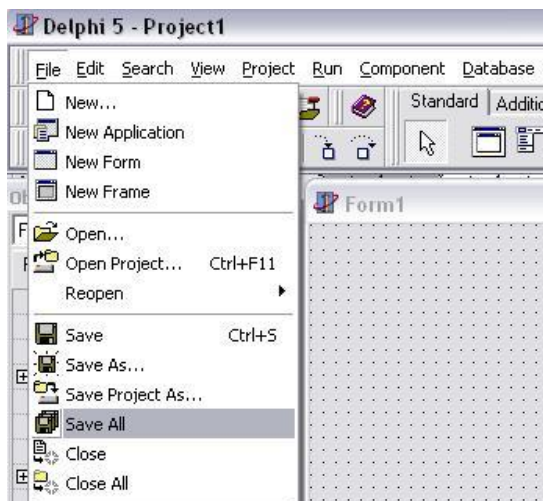 Delphi 5 - Project1
File Edit Search View Project Run Component Database
New...
Standard
New Application
New Form
New Frame
Form1
Open...
Open Project... Ctrl+F11
Reopen
Save Ctrl+S
Save As...
Save Project As...
Save All
Close
Close All